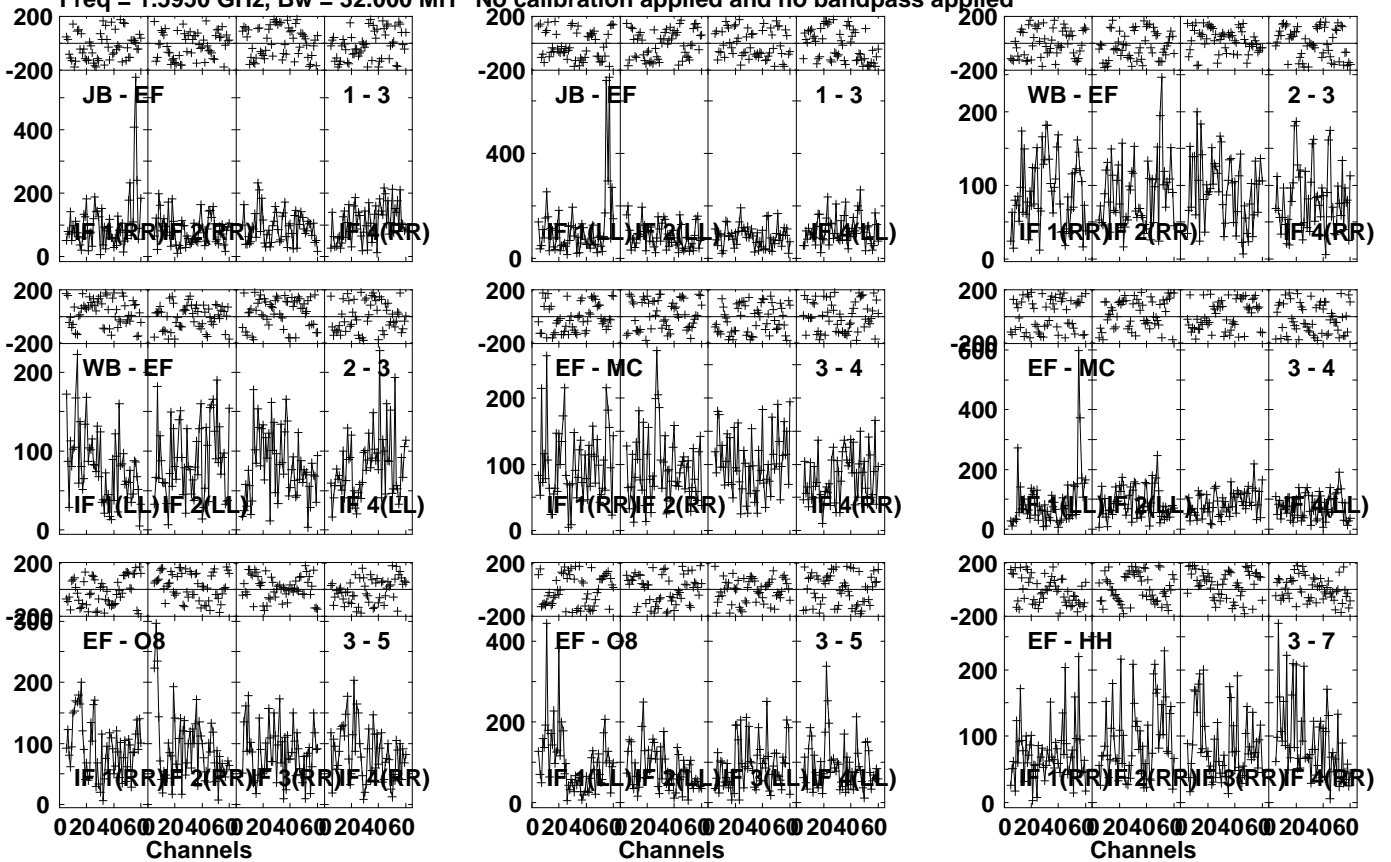 Freq = 1.5950 GHz, Bw = 32.000 MH No calibration applied and no bandpass applied
200
-200
JB - EF
1 - 3
400
200
0
IF 1(RR)
IF 2(RR)
IF 4(RR)
200
-200
JB - EF
1 - 3
400
0
IF 1(LL)
IF 2(LL)
IF 4(LL)
200
-200
WB - EF
2 - 3
200
100
0
IF 1(RR)
IF 2(RR)
IF 4(RR)
200
-200
WB - EF
2 - 3
200
100
0
IF 1(LL)
IF 2(LL)
IF 4(LL)
200
-200
EF - MC
3 - 4
200
100
0
IF 1(RR)
IF 2(RR)
IF 4(RR)
200
-200
600
EF - MC
3 - 4
400
200
0
IF 1(LL)
IF 2(LL)
IF 4(LL)
200
-200
300
EF - O8
3 - 5
200
100
0
IF 1(RR)
IF 2(RR)
IF 3(RR)
IF 4(RR)
0 20 40 60 0 20 40 60 0 20 40 60 0 20 40 60
Channels
200
-200
400
EF - O8
3 - 5
200
0
IF 1(LL)
IF 2(LL)
IF 3(LL)
IF 4(LL)
0 20 40 60 0 20 40 60 0 20 40 60 0 20 40 60
Channels
200
-200
EF - HH
3 - 7
200
100
0
IF 1(RR)
IF 2(RR)
IF 3(RR)
IF 4(RR)
0 20 40 60 0 20 40 60 0 20 40 60 0 20 40 60
Channels